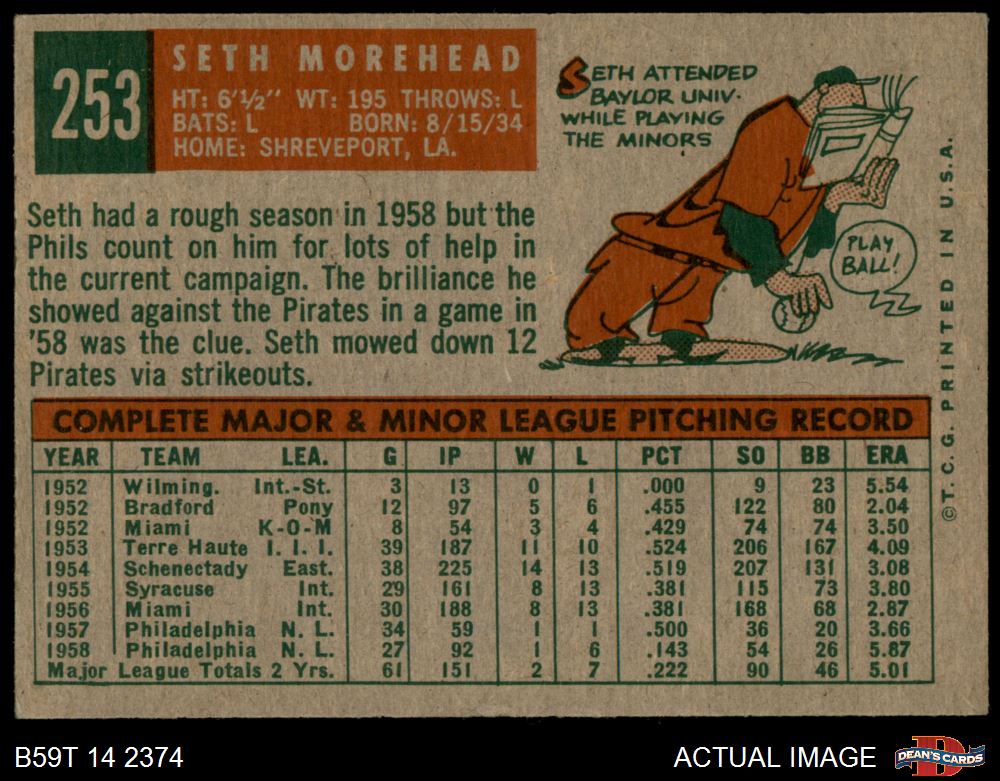 253
SETH MOREHEAD
HT: 6'½" WT: 195 THROWS: L
BATS: L BORN: 8/15/34
HOME: SHREVEPORT, LA.
SETH ATTENDED
BAYLOR UNIV.
WHILE PLAYING
THE MINORS
PLAY
BALL!
Seth had a rough season in 1958 but the
Phils count on him for lots of help in
the current campaign. The brilliance he
showed against the Pirates in a game in
'58 was the clue. Seth mowed down 12
Pirates via strikeouts.
COMPLETE MAJOR & MINOR LEAGUE PITCHING RECORD
YEAR TEAM LEA. G IP W L PCT SO BB ERA
1952 Wilming. Int.-St. 3 13 0 1 .000 9 23 5.54
1952 Bradford Pony 12 97 5 6 .455 122 80 2.04
1952 Miami K-O-M 8 54 3 4 .429 74 74 3.50
1953 Terre Haute I. I. I. 39 187 11 10 .524 206 167 4.09
1954 Schenectady East. 38 225 14 13 .519 207 131 3.08
1955 Syracuse Int. 29 161 8 13 .381 115 73 3.80
1956 Miami Int. 30 188 8 13 .381 168 68 2.87
1957 Philadelphia N. L. 34 59 1 1 .500 36 20 3.66
1958 Philadelphia N. L. 27 92 1 6 .143 54 26 5.87
Major League Totals 2 Yrs. 61 151 2 7 .222 90 46 5.01
©T. C. G. PRINTED IN U.S.A.
B59T 14 2374
ACTUAL IMAGE
D
DEAN'S CARDS